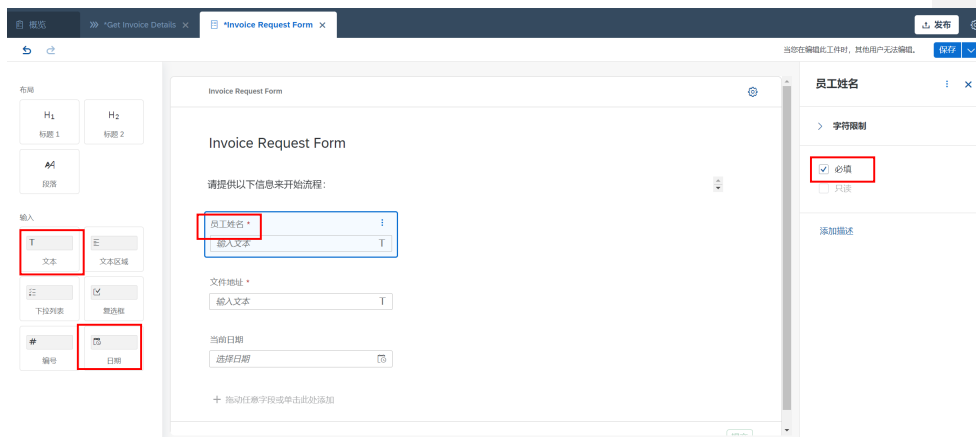 概览
*Get Invoice Details
*Invoice Request Form
发布
当您在编辑此工件时，其他用户无法编辑。
保存
布局
H1
标题 1
H2
标题 2
段落
输入
T
文本
文本区域
下拉列表
复选框
#
编号
日期
Invoice Request Form
Invoice Request Form
请提供以下信息来开始流程：
员工姓名 *
输入文本
T
文件地址 *
输入文本
T
当前日期
选择日期
+ 拖动任意字段或单击此处添加
员工姓名
字符限制
必填
只读
添加描述